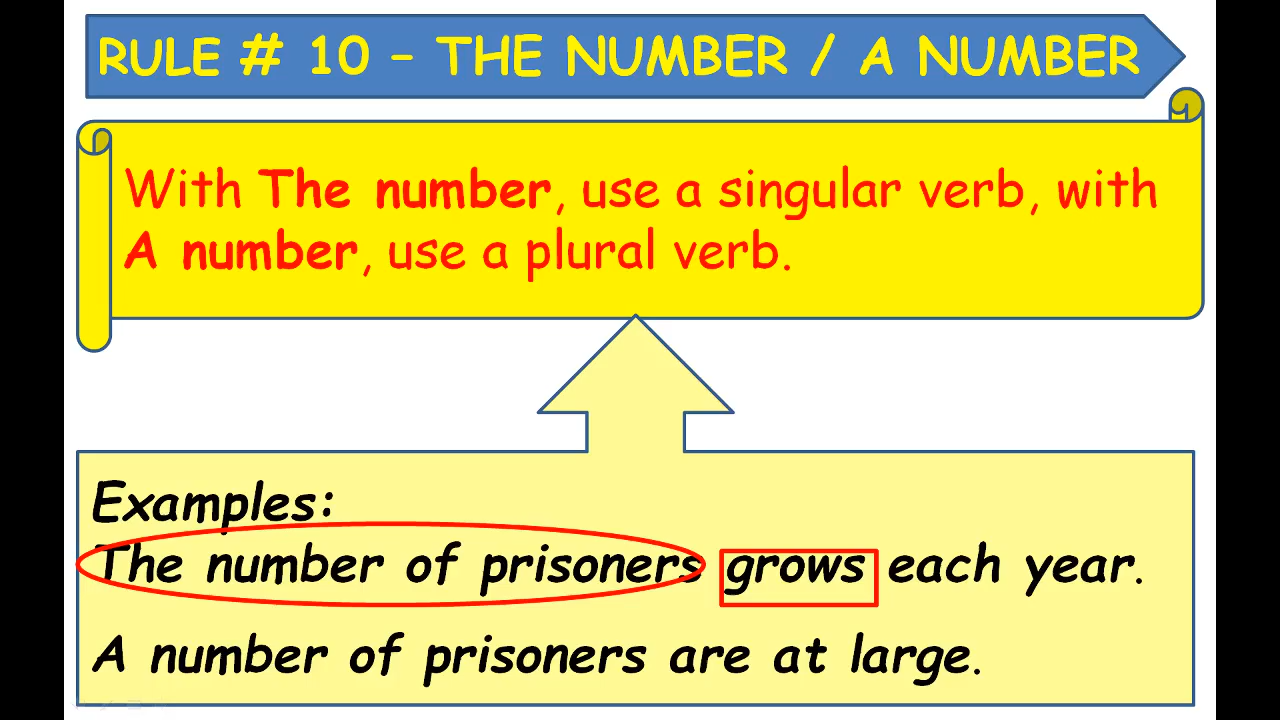 RULE # 10 – THE NUMBER / A NUMBER
With The number, use a singular verb, with
A number, use a plural verb.
Examples:
The number of prisoners grows each year.
A number of prisoners are at large.